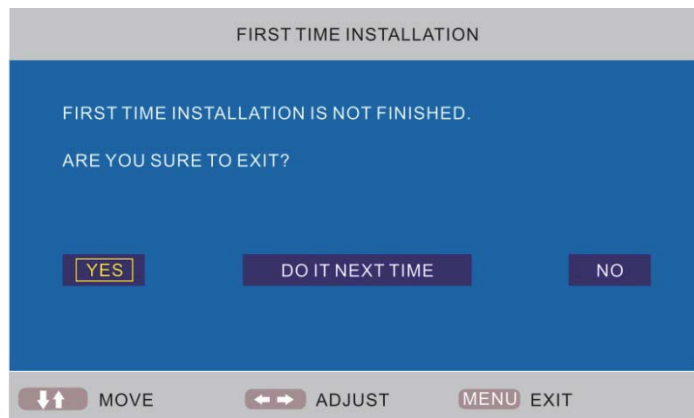 FIRST TIME INSTALLATION
FIRST TIME INSTALLATION IS NOT FINISHED.
ARE YOU SURE TO EXIT?
YES DO IT NEXT TIME NO
MOVE ADJUST MENU EXIT